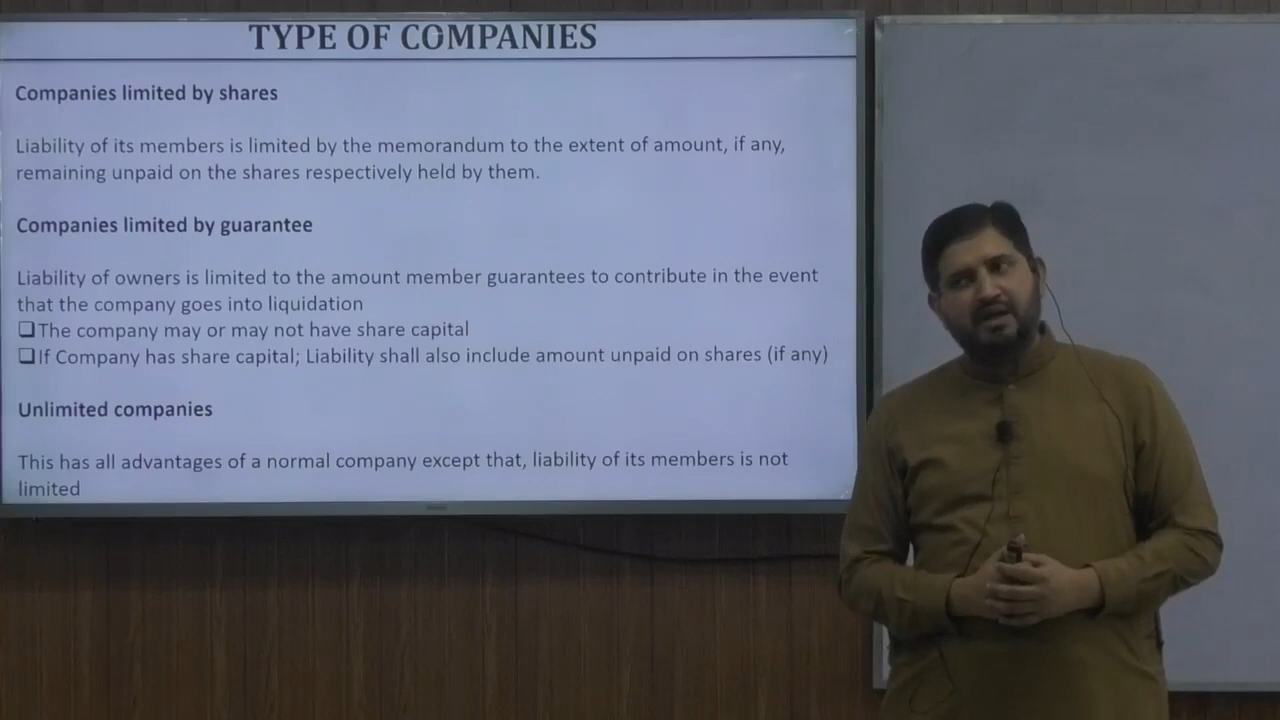 TYPE OF COMPANIES
Companies limited by shares
Liability of its members is limited by the memorandum to the extent of amount, if any,
remaining unpaid on the shares respectively held by them.
Companies limited by guarantee
Liability of owners is limited to the amount member guarantees to contribute in the event
that the company goes into liquidation
❑The company may or may not have share capital
❑If Company has share capital; Liability shall also include amount unpaid on shares (if any)
Unlimited companies
This has all advantages of a normal company except that, liability of its members is not
limited